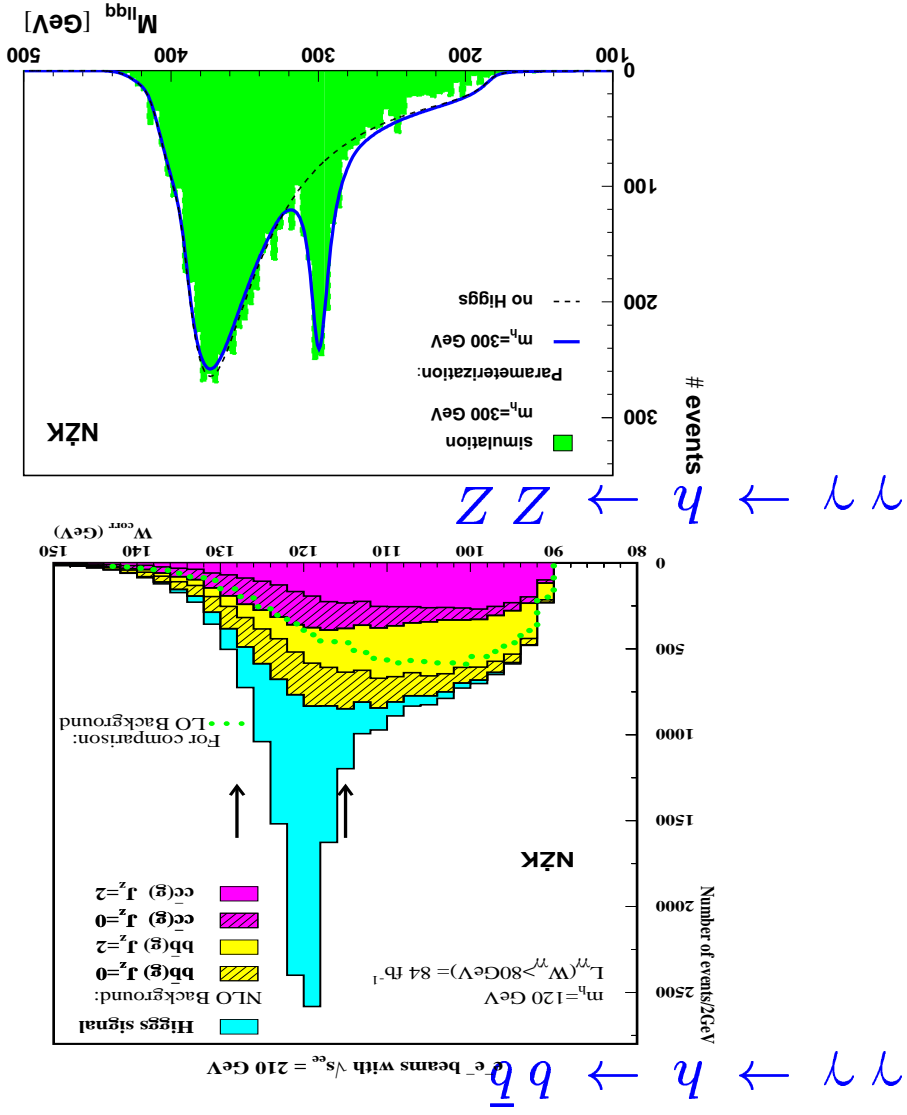 γγ → h → b b̄
e⁻e⁻ beams with √s_ee = 210 GeV
Number of events/2GeV
2500
2000
1500
1000
500
0
m_h=120 GeV
L_γγ(W_γγ>80GeV)= 84 fb⁻¹
Higgs signal
NLO Background:
bb̄(g) J_z=0
bb̄(g) J_z=2
cc̄(g) J_z=0
cc̄(g) J_z=2
NŻK
For comparison:
LO Background
80 90 100 110 120 130 140 150
W_corr (GeV)
γγ → h → Z Z
# events
300
200
100
0
simulation
m_h=300 GeV
Parameterization:
m_h=300 GeV
no Higgs
NŻK
100 200 300 400 500
M_llqq [GeV]